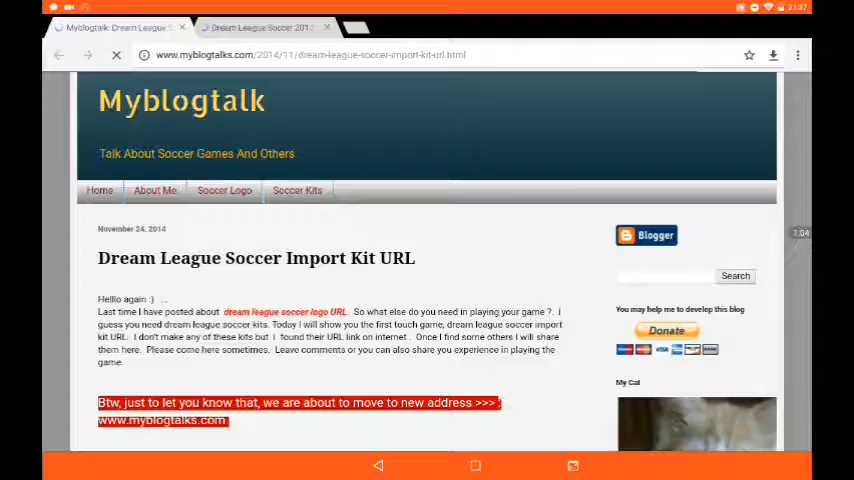 21:37
Myblogtalk: Dream League S
Dream League Soccer 201
www.myblogtalks.com/2014/11/dream-league-soccer-import-kit-url.html
Myblogtalk
Talk About Soccer Games And Others
Home About Me Soccer Logo Soccer Kits
November 24, 2014
Dream League Soccer Import Kit URL
Helllo again :) ...
Last time I have posted about dream league soccer logo URL. So what else do you need in playing your game ?. I
guess you need dream league soccer kits. Today I will show you the first touch game, dream league soccer import
kit URL. I don't make any of these kits but I found their URL link on internet. Once I find some others I will share
them here. Please come here sometimes. Leave comments or you can also share you experience in playing the
game.
Btw, just to let you know that, we are about to move to new address >>> :
www.myblogtalks.com
Blogger
Search
You may help me to develop this blog
Donate
My Cat